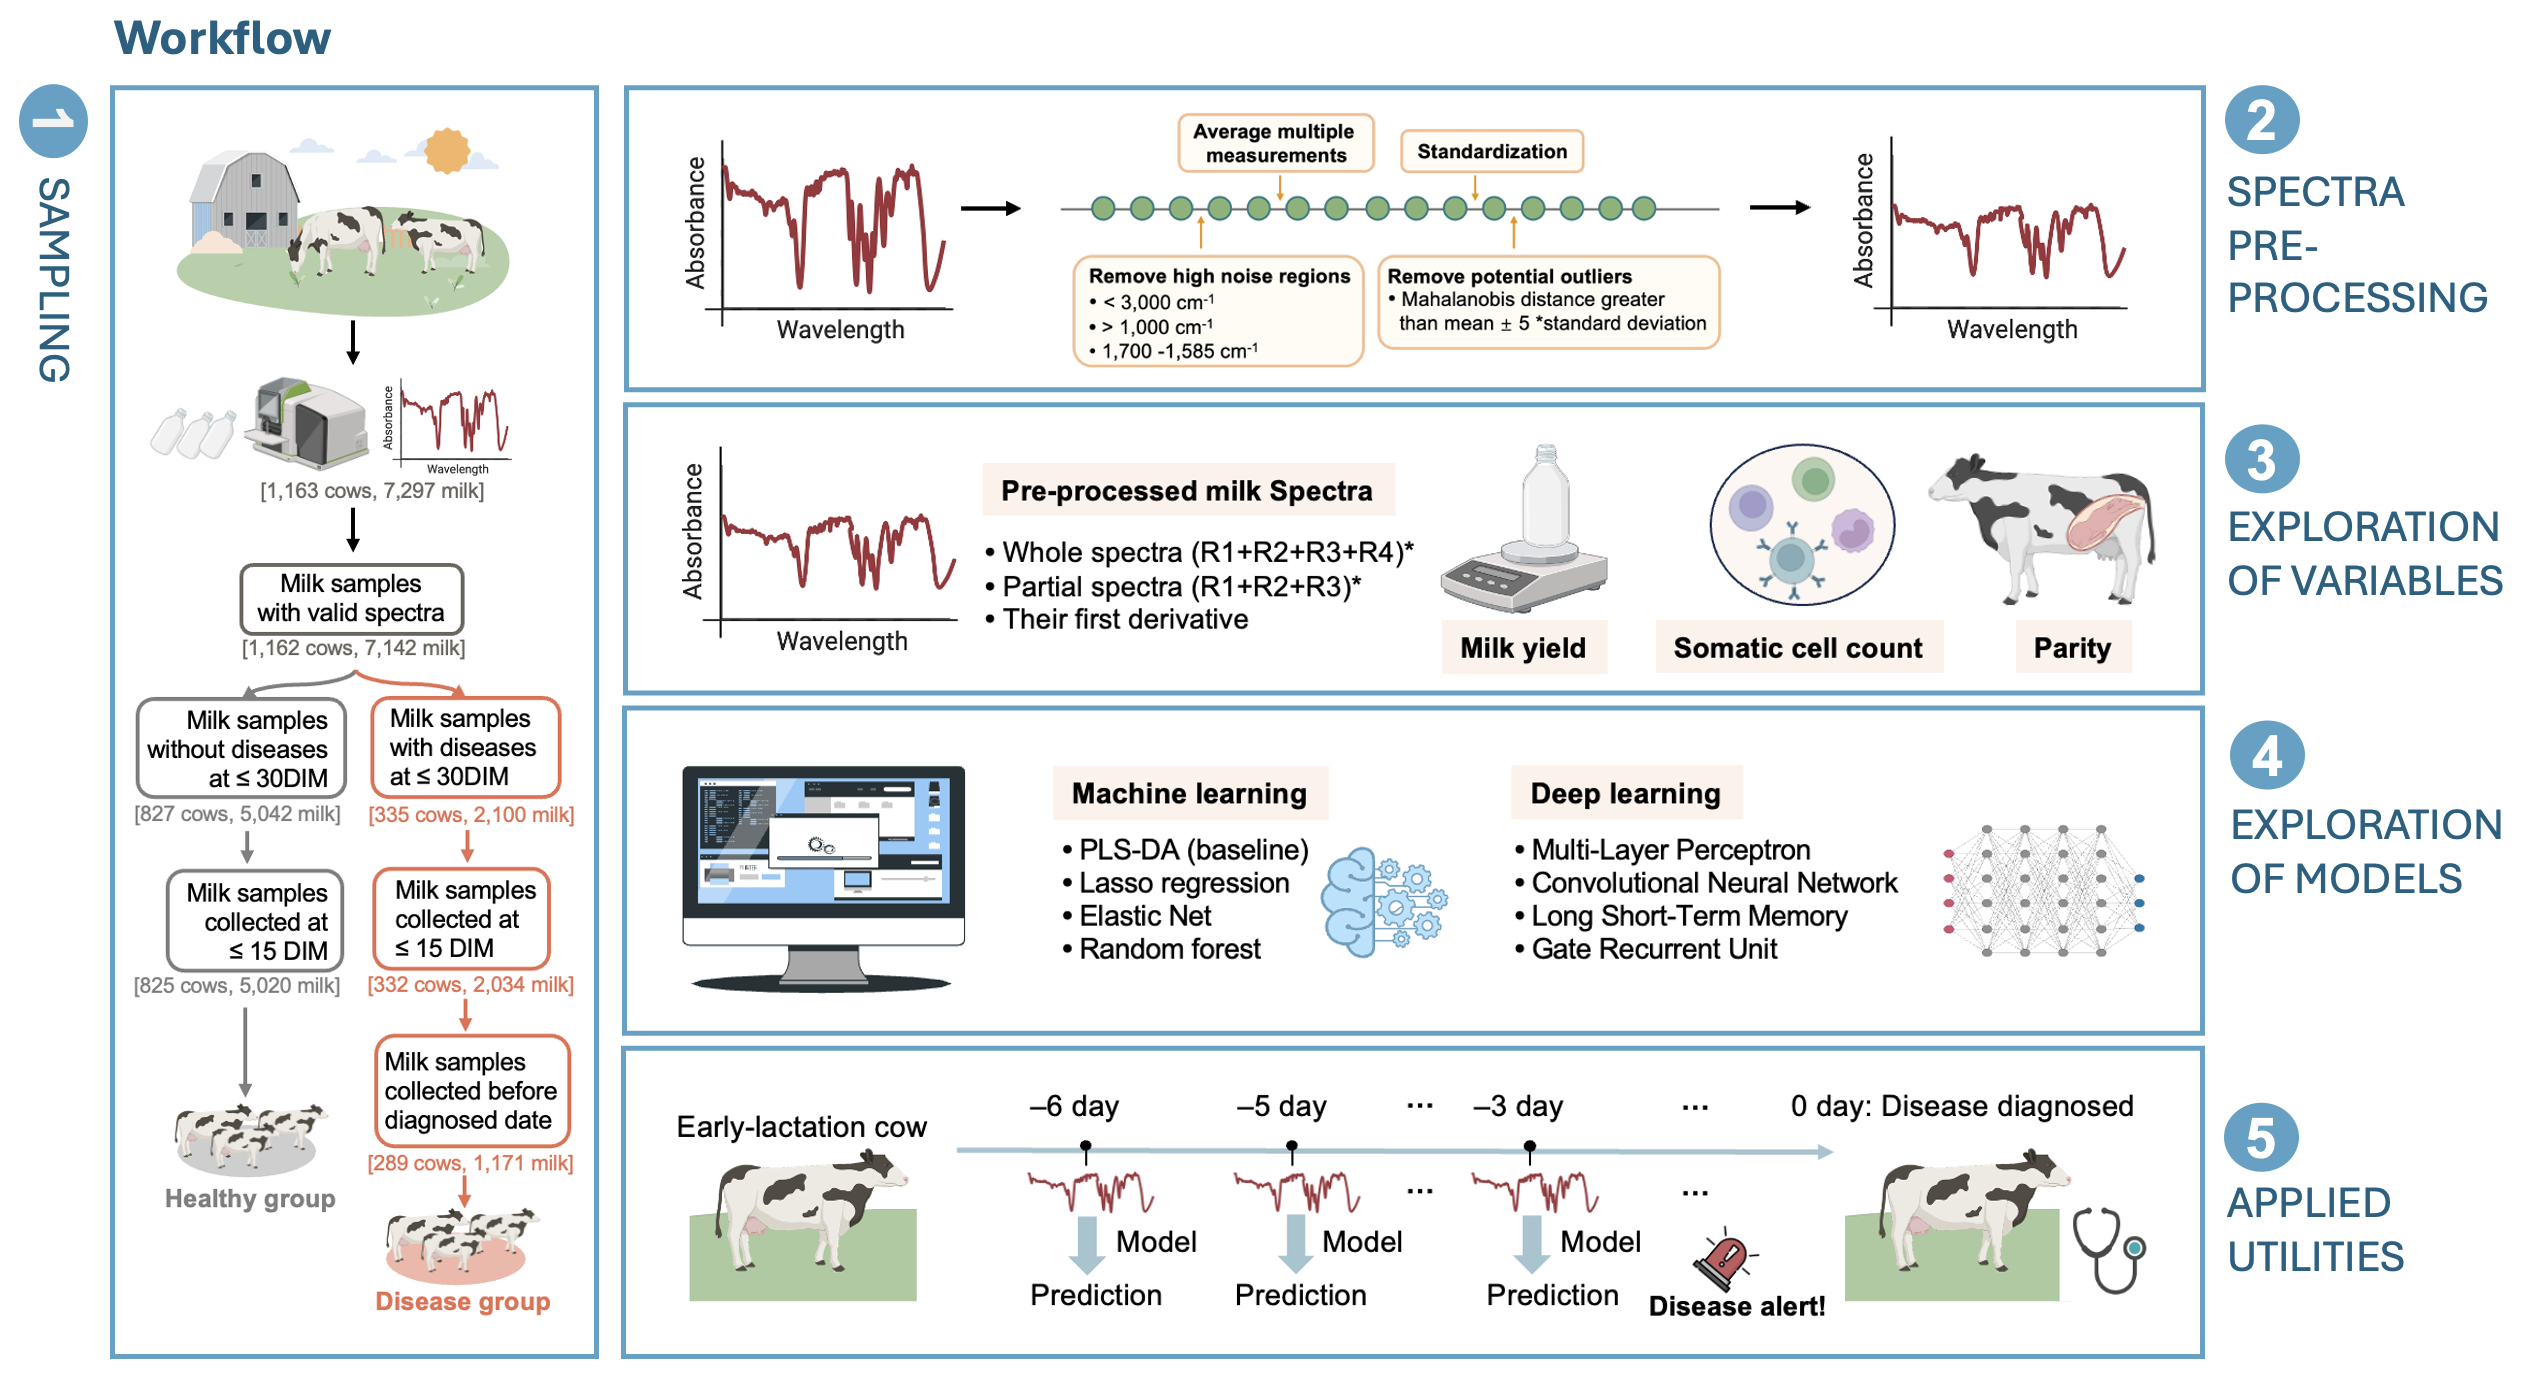 Workflow
1
SAMPLING
Absorbance
Wavelength
[1,163 cows, 7,297 milk]
Milk samples
with valid spectra
[1,162 cows, 7,142 milk]
Milk samples
without diseases
at ≤ 30DIM
[827 cows, 5,042 milk]
Milk samples
with diseases
at ≤ 30DIM
[335 cows, 2,100 milk]
Milk samples
collected at
≤ 15 DIM
[825 cows, 5,020 milk]
Milk samples
collected at
≤ 15 DIM
[332 cows, 2,034 milk]
Milk samples
collected before
diagnosed date
[289 cows, 1,171 milk]
Healthy group
Disease group
2
SPECTRA
PRE-
PROCESSING
Absorbance
Wavelength
Average multiple
measurements
Standardization
Remove high noise regions
• < 3,000 cm⁻¹
• > 1,000 cm⁻¹
• 1,700 -1,585 cm⁻¹
Remove potential outliers
• Mahalanobis distance greater
than mean ± 5 *standard deviation
Absorbance
Wavelength
3
EXPLORATION
OF VARIABLES
Absorbance
Wavelength
Pre-processed milk Spectra
• Whole spectra (R1+R2+R3+R4)*
• Partial spectra (R1+R2+R3)*
• Their first derivative
Milk yield
Somatic cell count
Parity
4
EXPLORATION
OF MODELS
Machine learning
• PLS-DA (baseline)
• Lasso regression
• Elastic Net
• Random forest
Deep learning
• Multi-Layer Perceptron
• Convolutional Neural Network
• Long Short-Term Memory
• Gate Recurrent Unit
5
APPLIED
UTILITIES
Early-lactation cow
–6 day
–5 day
...
–3 day
...
0 day: Disease diagnosed
...
...
Model
Model
Model
Prediction
Prediction
Prediction
Disease alert!